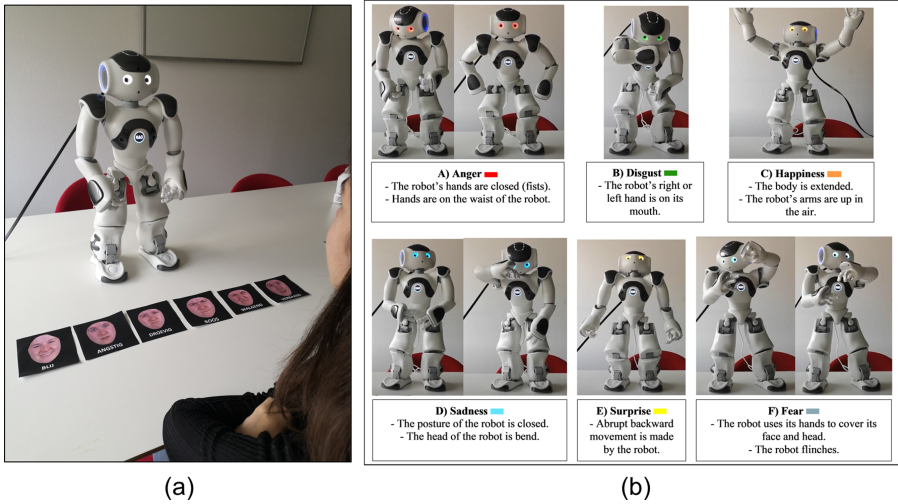 BLIJ
ANGSTIG
DROEVIG
BOOS
WALGING
A) Anger
- The robot's hands are closed (fists).
- Hands are on the waist of the robot.
B) Disgust
- The robot's right or
left hand is on its
mouth.
C) Happiness
- The body is extended.
- The robot's arms are up in
the air.
D) Sadness
- The posture of the robot is closed.
- The head of the robot is bend.
E) Surprise
- Abrupt backward
movement is made
by the robot.
F) Fear
- The robot uses its hands to cover its
face and head.
- The robot flinches.
(a)
(b)